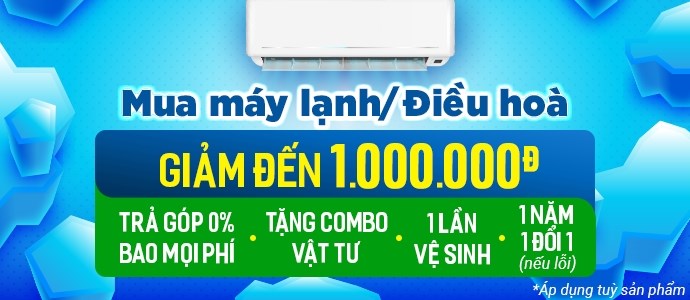 Mua máy lạnh/Điều hoà
GIẢM ĐẾN 1.000.000Đ
TRẢ GÓP 0%
BAO MỌI PHÍ
•
TẶNG COMBO
VẬT TƯ
•
1 LẦN
VỆ SINH
•
1 NĂM
1 ĐỔI 1
(nếu lỗi)
*Áp dụng tuỳ sản phẩm